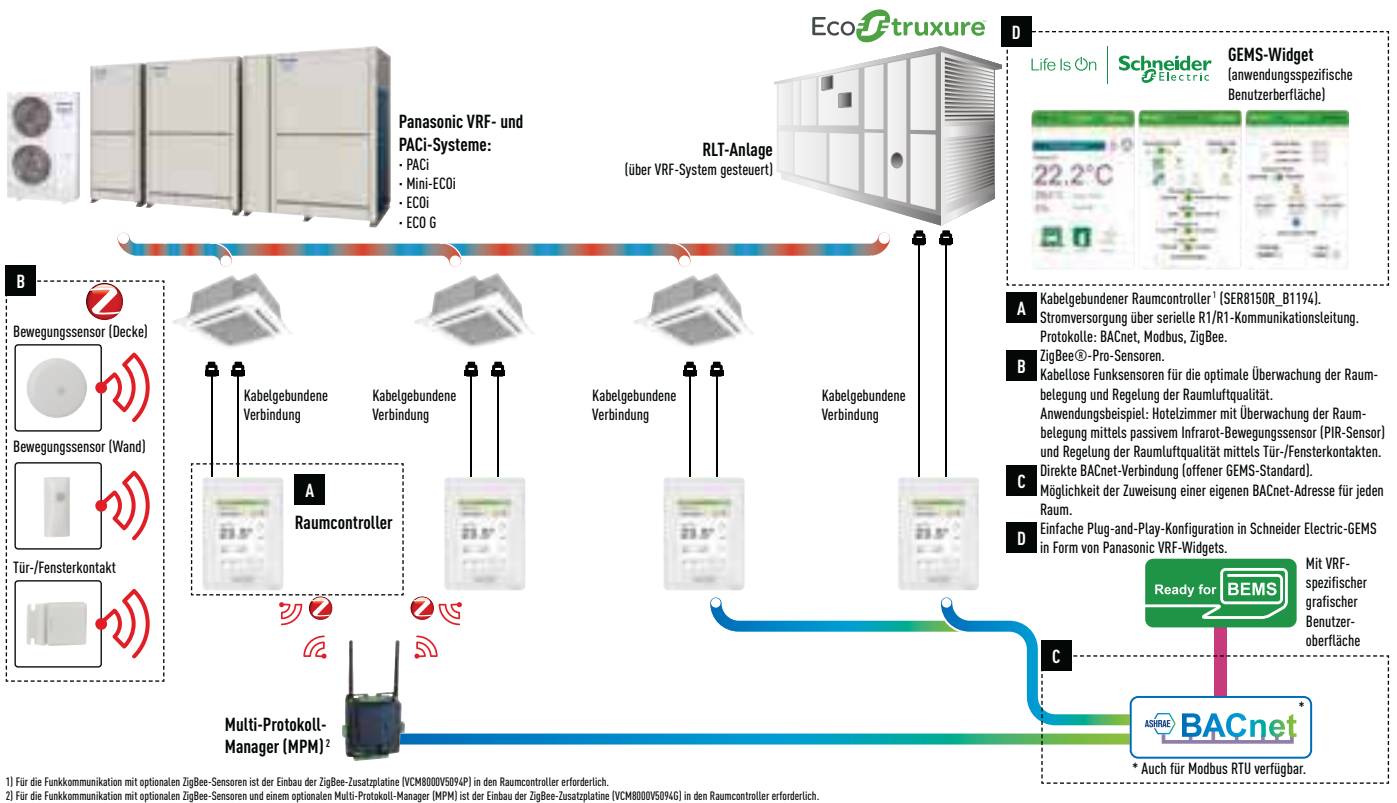 EcoStruxure
D
Life Is On
Schneider
Electric
GEMS-Widget
(anwendungsspezifische
Benutzerberfläche)
22.2°C
Panasonic VRF- und
PACi-Systeme:
· PACi
· Mini-ECOi
· ECOi
· ECO G
RLT-Anlage
(über VRF-System gesteuert)
B
Z
Bewegungssensor (Decke)
Bewegungssensor (Wand)
Tür-/Fensterkontakt
Kabelgebundene
Verbindung
Kabelgebundene
Verbindung
Kabelgebundene
Verbindung
Kabelgebundene
Verbindung
A
Raumcontroller
Z
Z
Multi-Protokoll-
Manager (MPM) 2
A
Kabelgebundener Raumcontroller 1 (SER8150R_B1194).
Stromversorgung über serielle R1/R1-Kommunikationsleitung.
Protokolle: BACnet, Modbus, ZigBee.
B
ZigBee®-Pro-Sensoren.
Kabellose Funksensoren für die optimale Überwachung der Raum-
belegung und Regelung der Raumluftqualität.
Anwendungsbeispiel: Hotelzimmer mit Überwachung der Raum-
belegung mittels passivem Infrarot-Bewegungssensor (PIR-Sensor)
und Regelung der Raumluftqualität mittels Tür-/Fensterkontakten.
C
Direkte BACnet-Verbindung (offener GEMS-Standard).
Möglichkeit der Zuweisung einer eigenen BACnet-Adresse für jeden
Raum.
D
Einfache Plug-and-Play-Konfiguration in Schneider Electric-GEMS
in Form von Panasonic VRF-Widgets.
Ready for BEMS
Mit VRF-
spezifischer
grafischer
Benutzer-
oberfläche
C
ASHRAE BACnet *
* Auch für Modbus RTU verfügbar.
1) Für die Funkkommunikation mit optionalen ZigBee-Sensoren ist der Einbau der ZigBee-Zusatzplatine (VCM8000V5094P) in den Raumcontroller erforderlich.
2) Für die Funkkommunikation mit optionalen ZigBee-Sensoren und einem optionalen Multi-Protokoll-Manager (MPM) ist der Einbau der ZigBee-Zusatzplatine (VCM8000V5094G) in den Raumcontroller erforderlich.